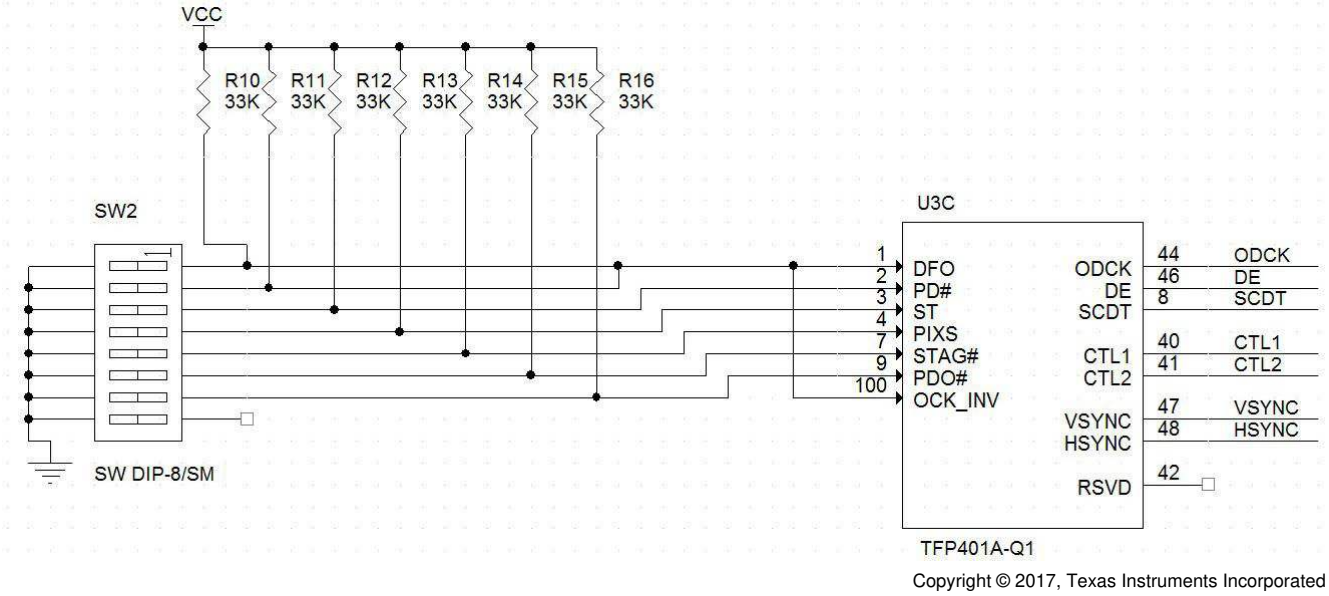 VCC
R10 R11 R12 R13 R14 R15 R16
33K 33K 33K 33K 33K 33K 33K
SW2
1
SW DIP-8/SM
U3C
1 DFO
2 PD#
3 ST
4 PIXS
7 STAG#
9 PDO#
100 OCK_INV
ODCK 44 ODCK
DE 46 DE
SCDT 8 SCDT
CTL1 40 CTL1
CTL2 41 CTL2
VSYNC 47 VSYNC
HSYNC 48 HSYNC
RSVD 42
TFP401A-Q1
Copyright © 2017, Texas Instruments Incorporated